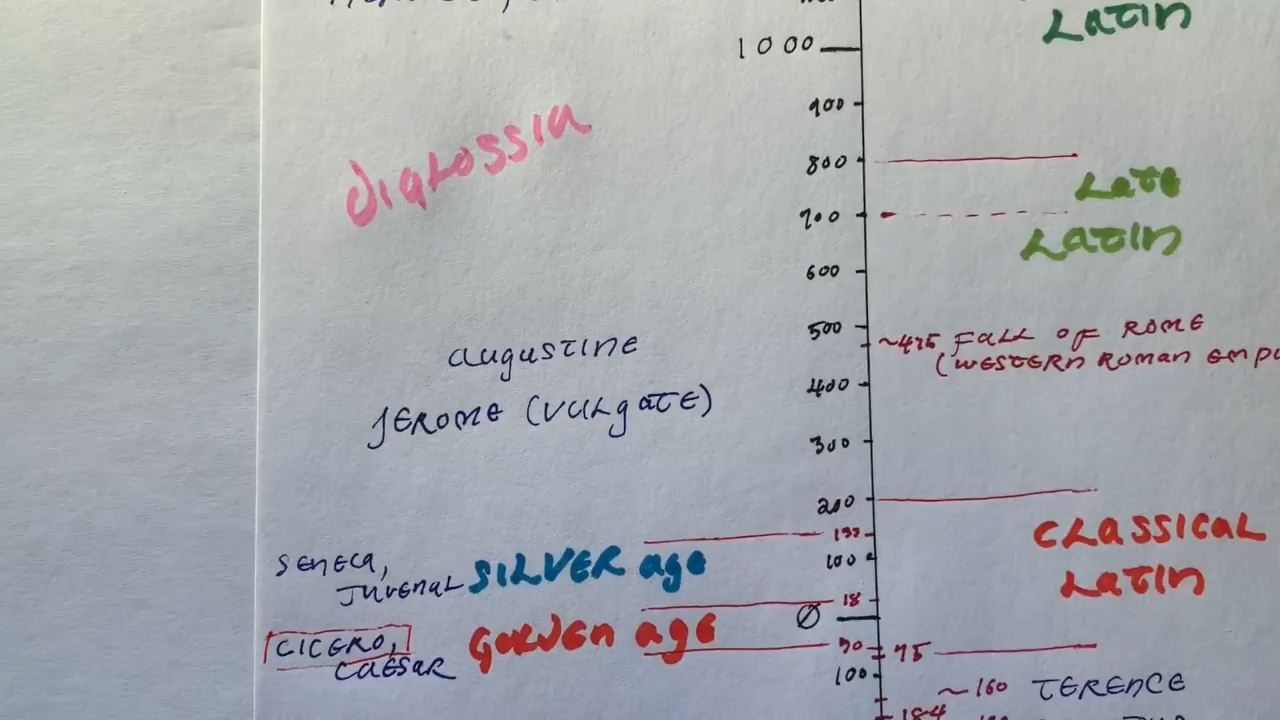 LATIN
1000
900
diglossia
800
LATE
700
LATIN
600
500
~475 FALL OF ROME
augustine
(WESTERN ROMAN EMPI
400
JEROME (VULgATE)
300
200
CLASSICAL
133
SENECA,
SILVER age
100
JUVENAL
LATIN
18
Ø
CICERO,
GOLDEN age
CAESAR
75
100
~160 TERENCE
184